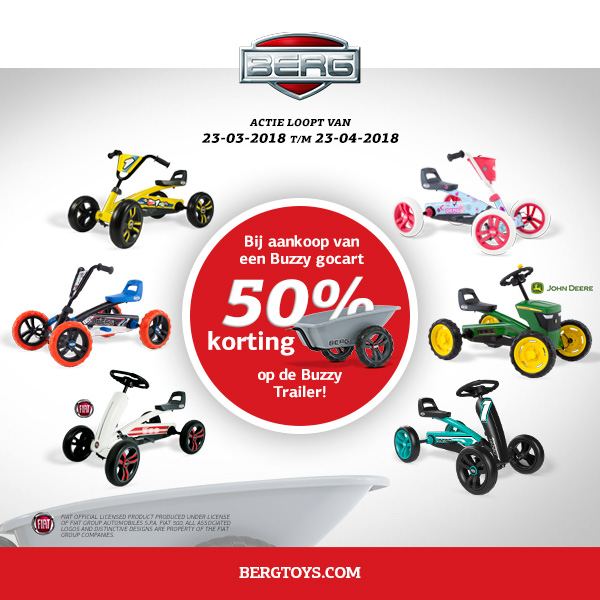 BERG
ACTIE LOOPT VAN
23-03-2018 T/M 23-04-2018
Bij aankoop van
een Buzzy gocart
50%
korting
BERG
op de Buzzy
Trailer!
JOHN DEERE
FIAT
FIAT
FIAT OFFICIAL LICENSED PRODUCT PRODUCED UNDER LICENSE
OF FIAT GROUP AUTOMOBILES S.P.A. FIAT 500, ALL ASSOCIATED
LOGOS AND DISTINCTIVE DESIGNS ARE PROPERTY OF THE FIAT
GROUP COMPANIES.
BERGTOYS.COM